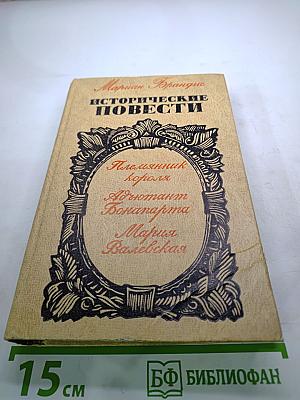 Мариан Брандыс
ИСТОРИЧЕСКИЕ
ПОВЕСТИ
Племянник
короля
Адъютант
Бонапарта
Мария
Валевская
15 см
БФ БИБЛИОФАН